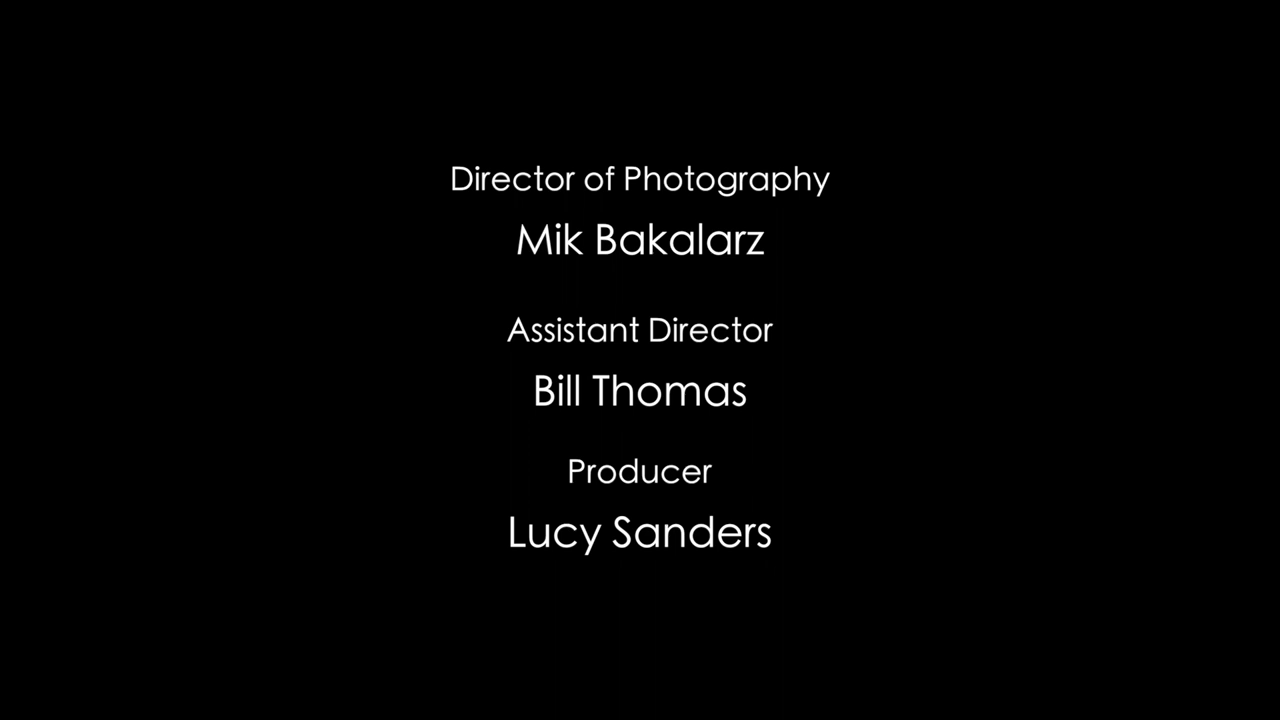 Director of Photography
Mik Bakalarz
Assistant Director
Bill Thomas
Producer
Lucy Sanders